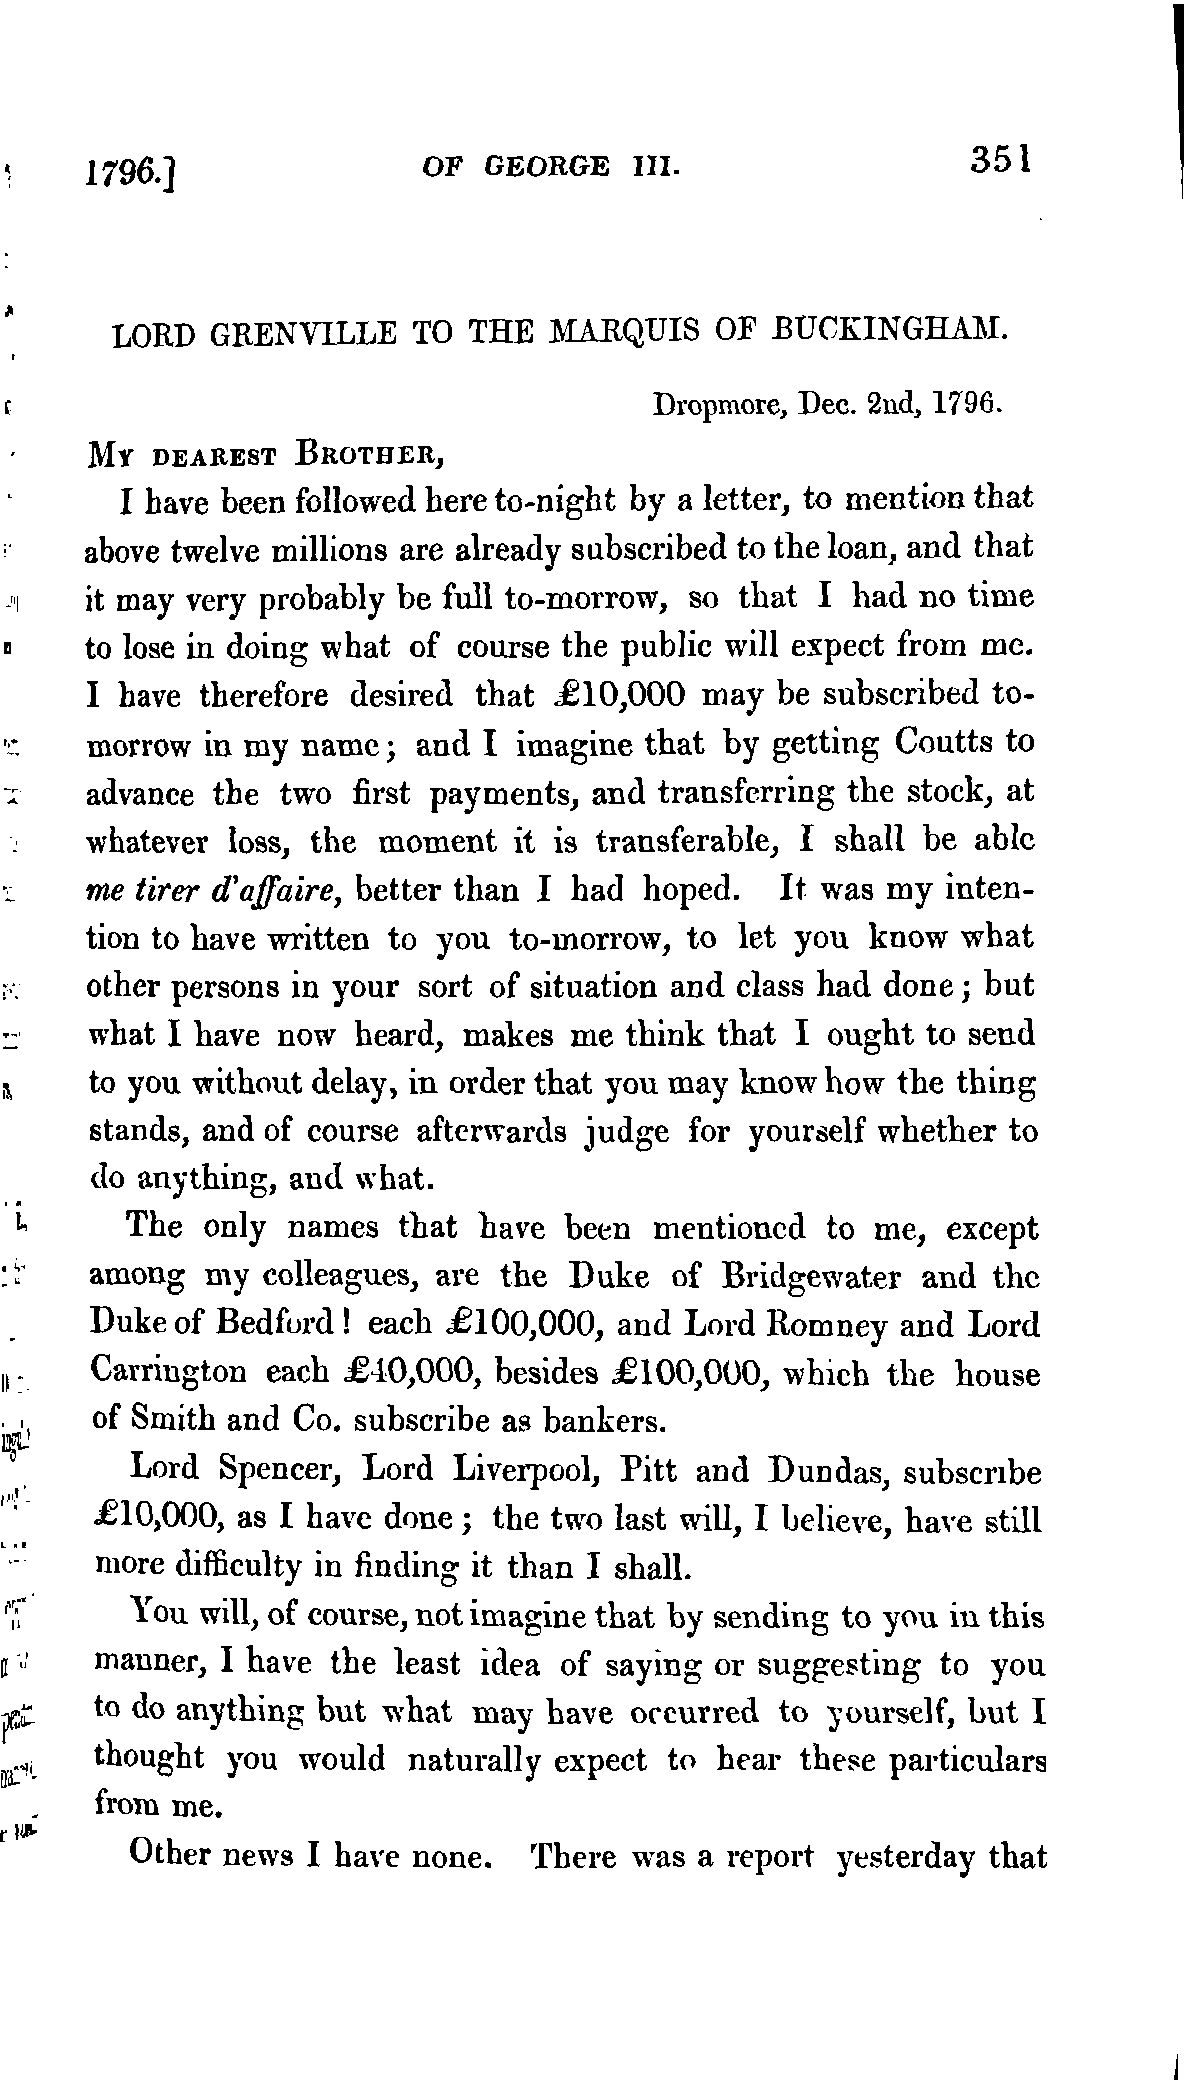 1796.] OF GEORGE III. 351
LORD GRENVILLE TO THE MARQUIS OF BUCKINGHAM.
Dropmore, Dec. 2nd, 1796.
MY DEAREST BROTHER,
I have been followed here to-night by a letter, to mention that
above twelve millions are already subscribed to the loan, and that
it may very probably be full to-morrow, so that I had no time
to lose in doing what of course the public will expect from me.
I have therefore desired that £10,000 may be subscribed to-
morrow in my name; and I imagine that by getting Coutts to
advance the two first payments, and transferring the stock, at
whatever loss, the moment it is transferable, I shall be able
me tirer d'affaire, better than I had hoped. It was my inten-
tion to have written to you to-morrow, to let you know what
other persons in your sort of situation and class had done; but
what I have now heard, makes me think that I ought to send
to you without delay, in order that you may know how the thing
stands, and of course afterwards judge for yourself whether to
do anything, and what.
The only names that have been mentioned to me, except
among my colleagues, are the Duke of Bridgewater and the
Duke of Bedford! each £100,000, and Lord Romney and Lord
Carrington each £40,000, besides £100,000, which the house
of Smith and Co. subscribe as bankers.
Lord Spencer, Lord Liverpool, Pitt and Dundas, subscribe
£10,000, as I have done; the two last will, I believe, have still
more difficulty in finding it than I shall.
You will, of course, not imagine that by sending to you in this
manner, I have the least idea of saying or suggesting to you
to do anything but what may have occurred to yourself, but I
thought you would naturally expect to hear these particulars
from me.
Other news I have none. There was a report yesterday that